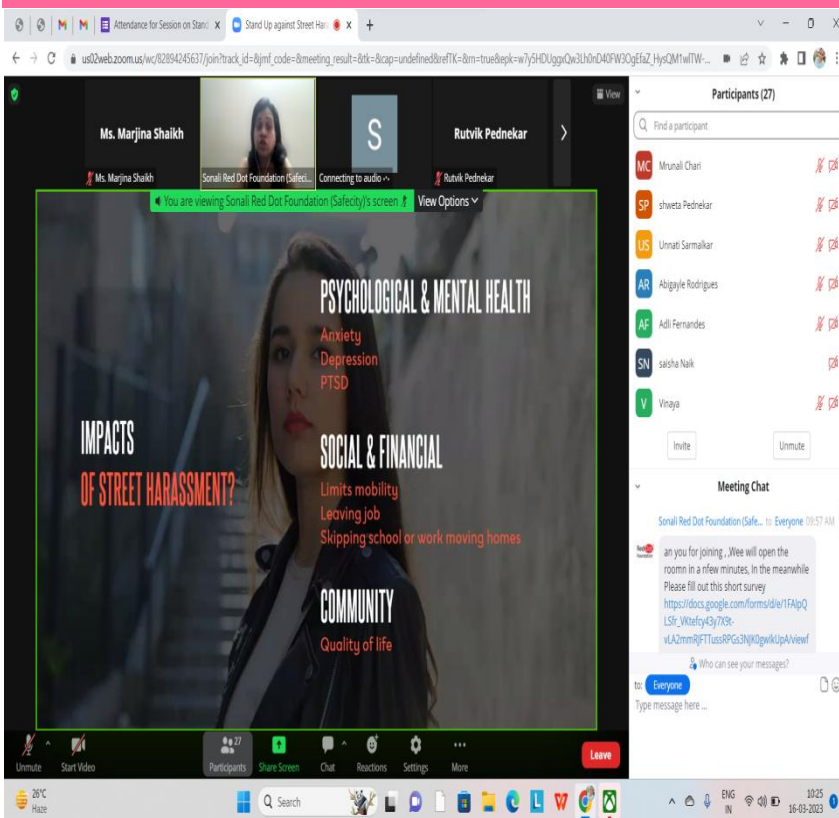 Attendance for Session on Stand
Stand Up against Street Har
us02web.zoom.us/wc/82894245637/join?track_id=&jmf_code=&meeting_result=&tk=&cap=undefined&refTK=&rn=true&epk=
View
Ms. Marjina Shaikh
S
Rutvik Pednekar
Ms. Marjina Shaikh
Sonali Red Dot Foundation (Safeci...
Connecting to audio
Rutvik Pednekar
You are viewing Sonali Red Dot Foundation (Safecity)'s screen
View Options
IMPACTS
OF STREET HARASSMENT?
PSYCHOLOGICAL & MENTAL HEALTH
Anxiety
Depression
PTSD
SOCIAL & FINANCIAL
Limits mobility
Leaving job
Skipping school or work moving homes
COMMUNITY
Quality of life
Participants (27)
Find a participant
MC Mrunali Chari
SP shweta Pednekar
US Unnati Sarmalkar
AR Abigayle Rodrigues
AF Adli Fernandes
SN saisha Naik
V Vinaya
Invite
Unmute
Meeting Chat
Sonali Red Dot Foundation (Safe... to Everyone 09:57 AM
an you for joining , ,Wee will open the
roomn in a nfew minutes, In the meanwhile
Please fill out this short survey
https://docs.google.com/forms/d/e/1FAIpQ
Who can see your messages?
to: Everyone
Type message here ...
Unmute
Start Video
27
Participants
Share Screen
Chat
Reactions
Settings
More
Leave
26°C
Haze
Search
ENG
IN
10:25
16-03-2023